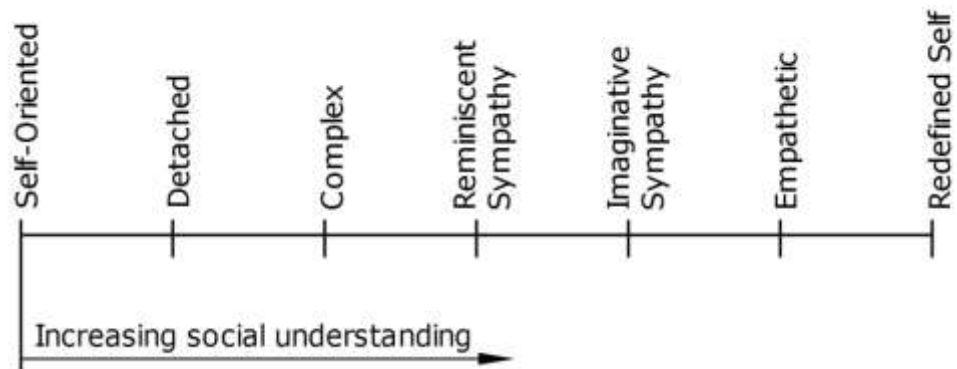 Self-Oriented
Detached
Complex
Reminiscent
Sympathy
Imaginative
Sympathy
Empathetic
Redefined Self
Increasing social understanding